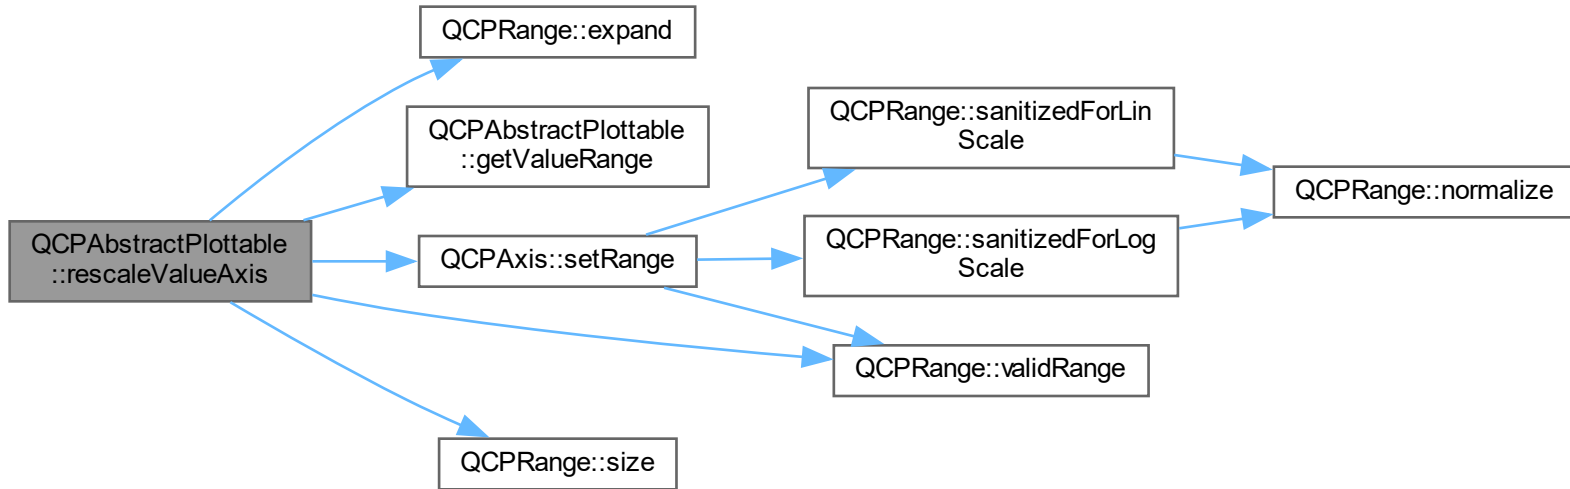 QCPRange::expand
QCPAbstractPlottable
::getValueRange
QCPRange::sanitizedForLin
Scale
QCPRange::normalize
QCPAbstractPlottable
::rescaleValueAxis
QCPAxis::setRange
QCPRange::sanitizedForLog
Scale
QCPRange::validRange
QCPRange::size